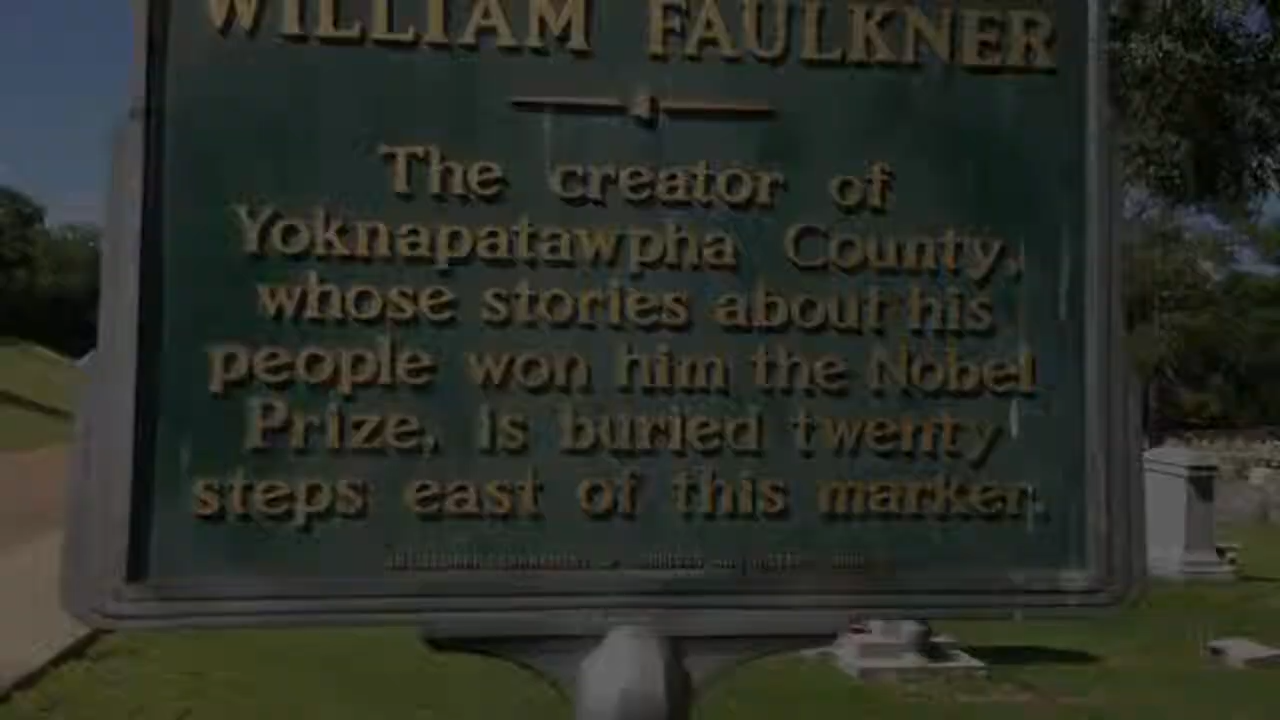 WILLIAM FAULKNER
The creator of
Yoknapatawpha County,
whose stories about his
people won him the Nobel
Prize, is buried twenty
steps east of this marker.